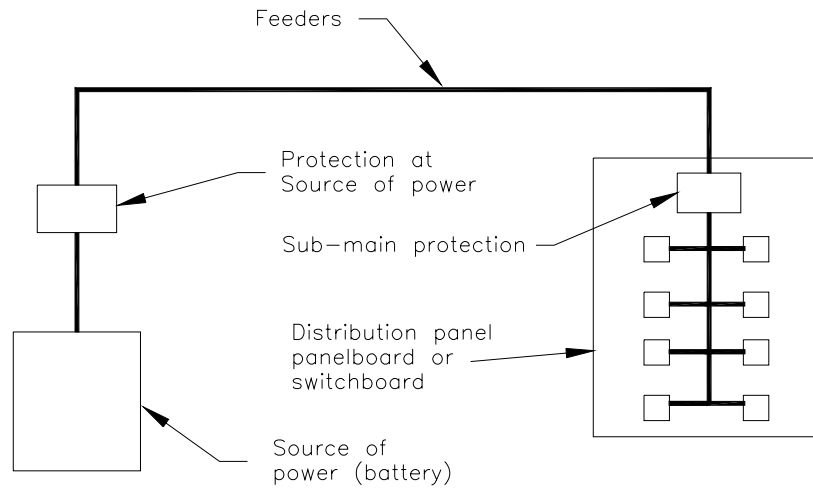 Feeders
Protection at
Source of power
Sub-main protection
Distribution panel
panelboard or
switchboard
Source of
power (battery)